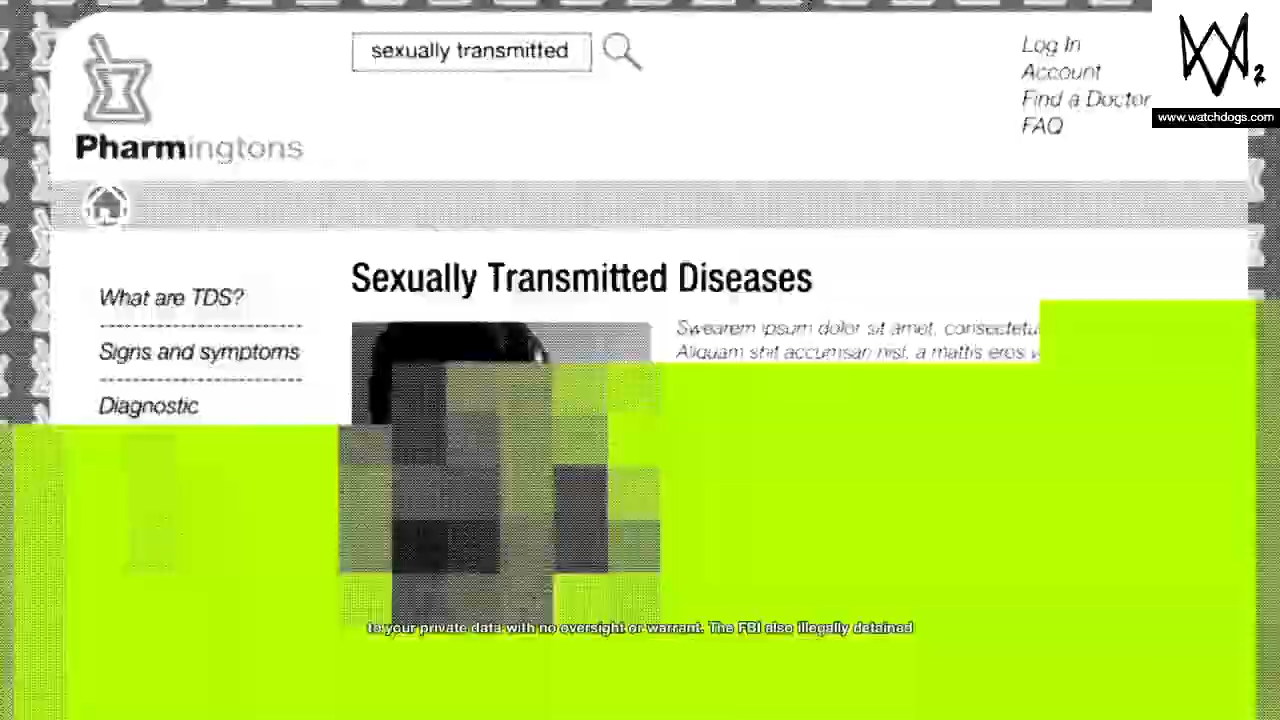 sexually transmitted
Log In
Account
Find a Doctor
FAQ
2
www.watchdogs.com
Pharmingtons
Sexually Transmitted Diseases
What are TDS?
Signs and symptoms
Diagnostic
Swearem ipsum dolor sit amet, consectetu
Aliquam shit accumsan nisl, a mattis eros
to your private data with no oversight or warrant. The FBI also illegally detained